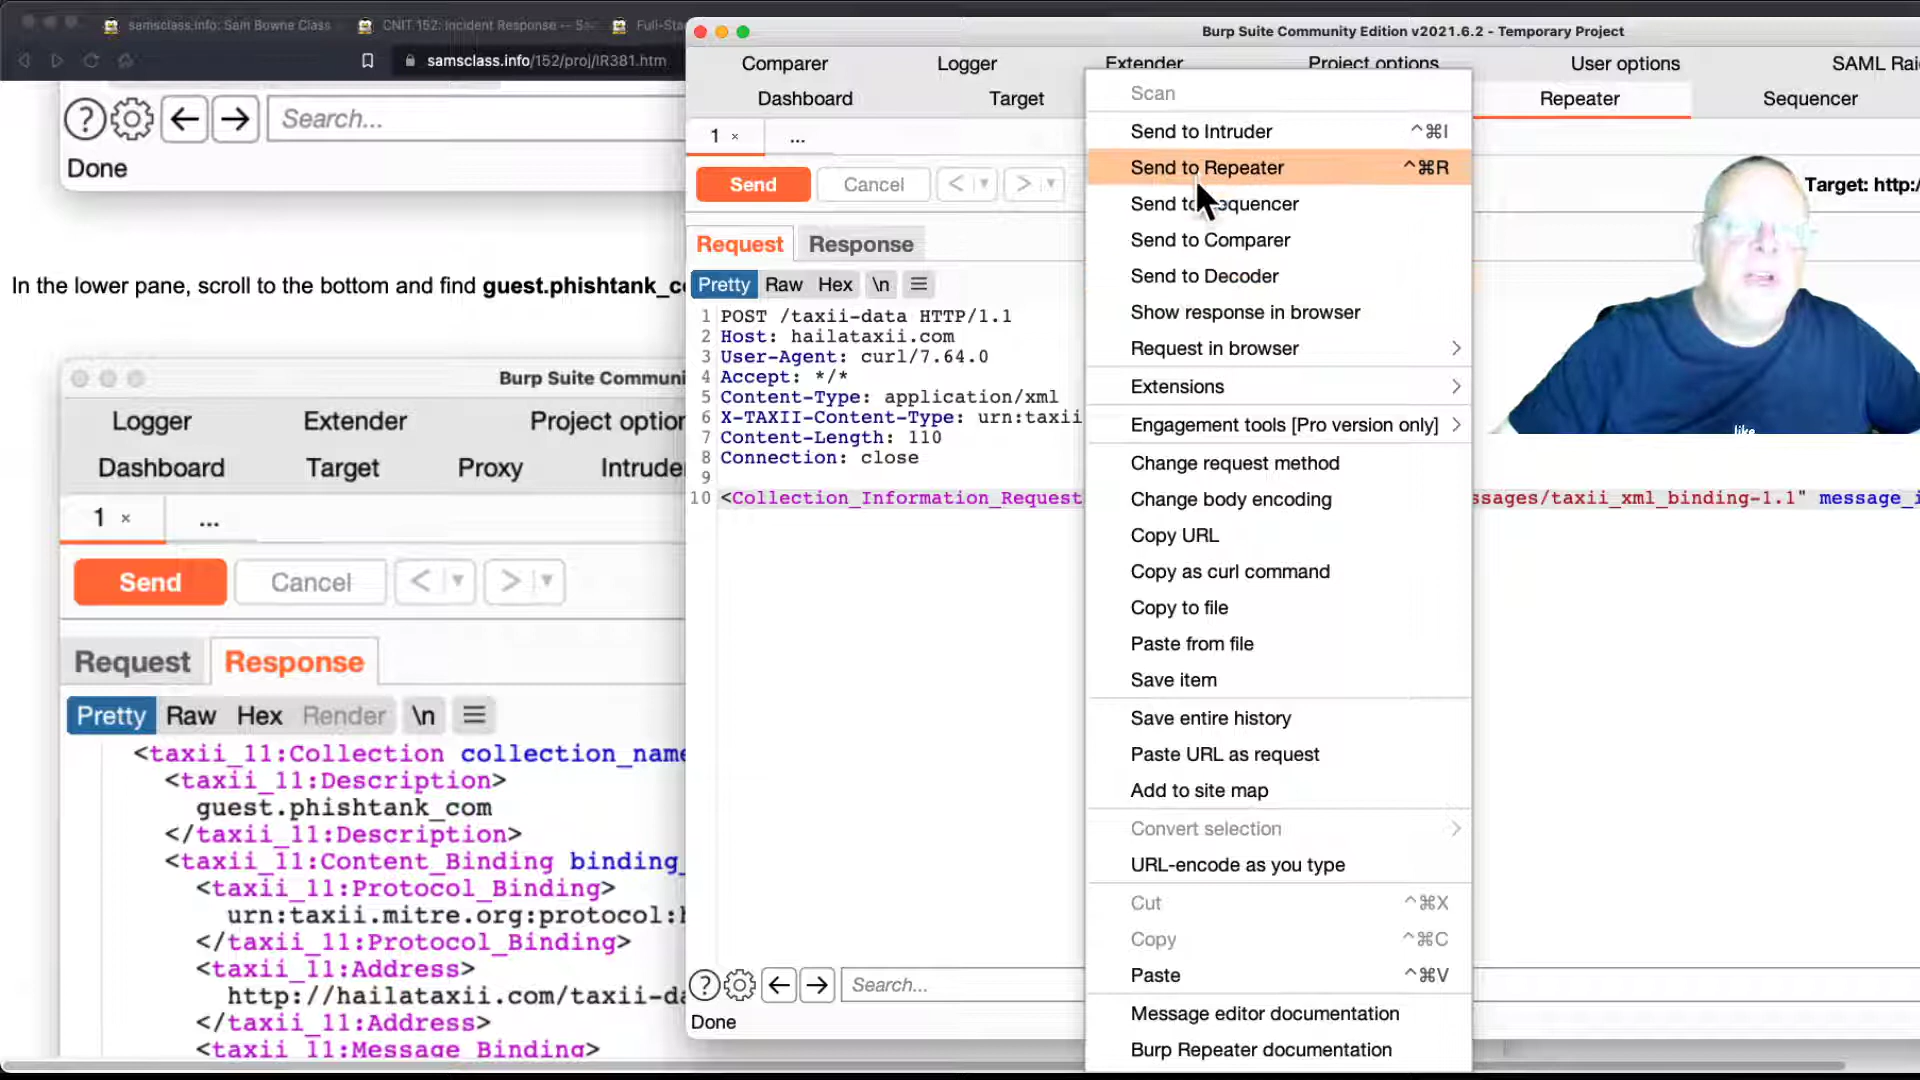 samsclass.info: Sam Bowne Class
CNIT 152: Incident Response -- Sa
Full-Sta
samsclass.info/152/proj/IR381.htm
Search...
Done
In the lower pane, scroll to the bottom and find guest.phishtank_c
Burp Suite Communi
Logger Extender Project option
Dashboard Target Proxy Intrude
1 × ...
Send Cancel < >
Request Response
Pretty Raw Hex Render \n
<taxii_11:Collection collection_name
<taxii_11:Description>
guest.phishtank_com
</taxii_11:Description>
<taxii_11:Content_Binding binding_
<taxii_11:Protocol_Binding>
urn:taxii.mitre.org:protocol:h
</taxii_11:Protocol_Binding>
<taxii_11:Address>
http://hailataxii.com/taxii-da
</taxii_11:Address>
<taxii_11:Message_Binding>
Burp Suite Community Edition v2021.6.2 - Temporary Project
Comparer Logger Extender Project options User options SAML Rai
Dashboard Target Repeater Sequencer
1 × ...
Send Cancel < >
Target: http:/
Request Response
Pretty Raw Hex \n
1 POST /taxii-data HTTP/1.1
2 Host: hailataxii.com
3 User-Agent: curl/7.64.0
4 Accept: */*
5 Content-Type: application/xml
6 X-TAXII-Content-Type: urn:taxii
7 Content-Length: 110
8 Connection: close
9
10 <Collection_Information_Request ssages/taxii_xml_binding-1.1" message_i
Search...
Done
Scan
Send to Intruder ^⌘I
Send to Repeater ^⌘R
Send to Sequencer
Send to Comparer
Send to Decoder
Show response in browser
Request in browser
Extensions
Engagement tools [Pro version only]
Change request method
Change body encoding
Copy URL
Copy as curl command
Copy to file
Paste from file
Save item
Save entire history
Paste URL as request
Add to site map
Convert selection
URL-encode as you type
Cut ^⌘X
Copy ^⌘C
Paste ^⌘V
Message editor documentation
Burp Repeater documentation
like